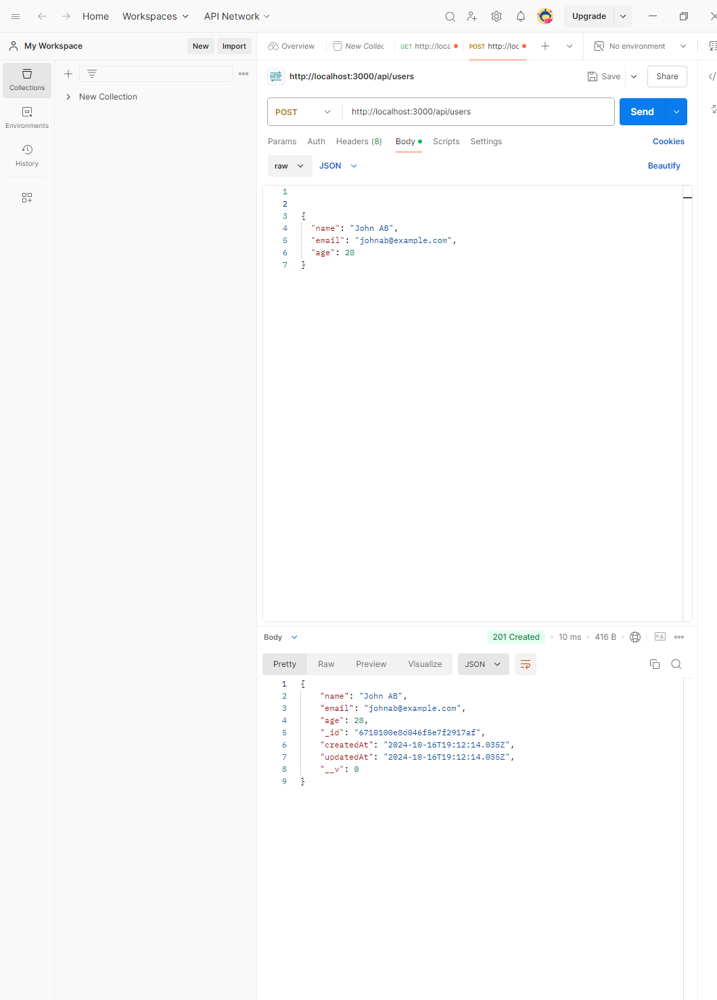 Home Workspaces API Network Upgrade
My Workspace New Import
Overview New Collec GET http://loca POST http://loc No environment
Collections
Environments
History
New Collection
HTTP http://localhost:3000/api/users Save Share
POST http://localhost:3000/api/users Send
Params Auth Headers (8) Body Scripts Settings Cookies
raw JSON Beautify
1
2
3 {
4 "name": "John AB",
5 "email": "johnab@example.com",
6 "age": 28
7 }
Body 201 Created 10 ms 416 B e.g.
Pretty Raw Preview Visualize JSON
1 {
2 "name": "John AB",
3 "email": "johnab@example.com",
4 "age": 28,
5 "_id": "6710100e8d046f5e7f2917af",
6 "createdAt": "2024-10-16T19:12:14.035Z",
7 "updatedAt": "2024-10-16T19:12:14.035Z",
8 "__v": 0
9 }